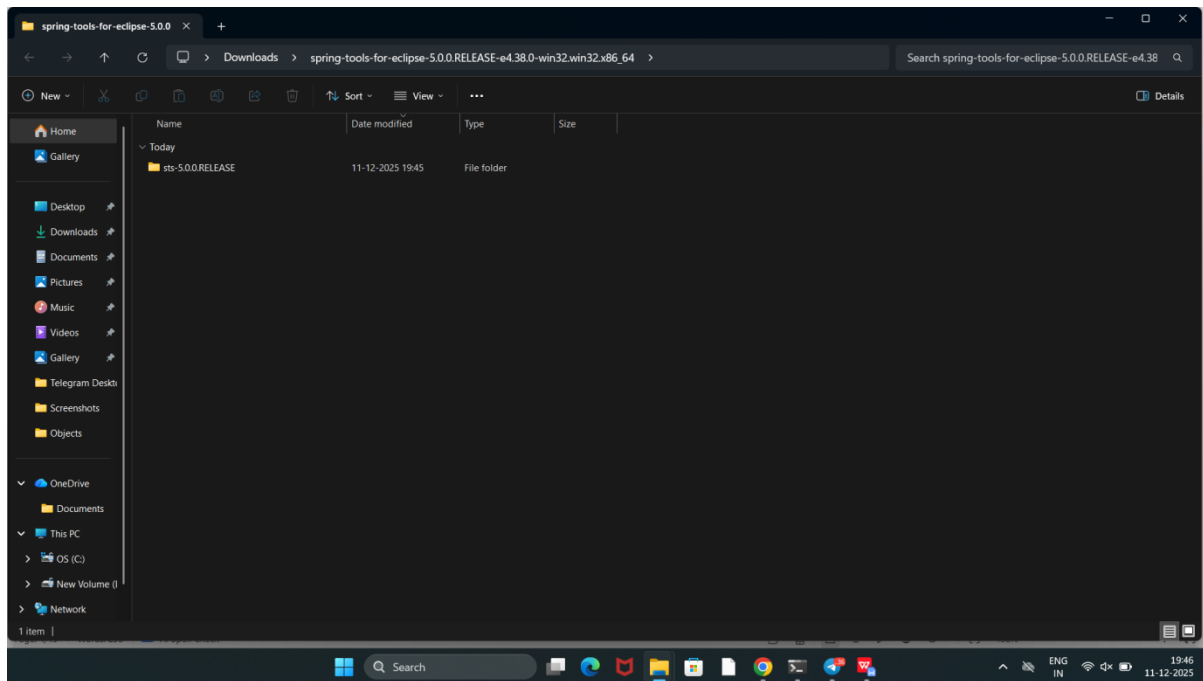 spring-tools-for-eclipse-5.0.0
Downloads > spring-tools-for-eclipse-5.0.0.RELEASE-e4.38.0-win32.win32.x86_64 >
Search spring-tools-for-eclipse-5.0.0.RELEASE-e4.38
New
Sort
View
Details
Name Date modified Type Size
Today
sts-5.0.0.RELEASE 11-12-2025 19:45 File folder
Home
Gallery
Desktop
Downloads
Documents
Pictures
Music
Videos
Gallery
Telegram Deskt
Screenshots
Objects
OneDrive
Documents
This PC
OS (C:)
New Volume (
Network
1 item
Search
ENG
IN
19:46
11-12-2025